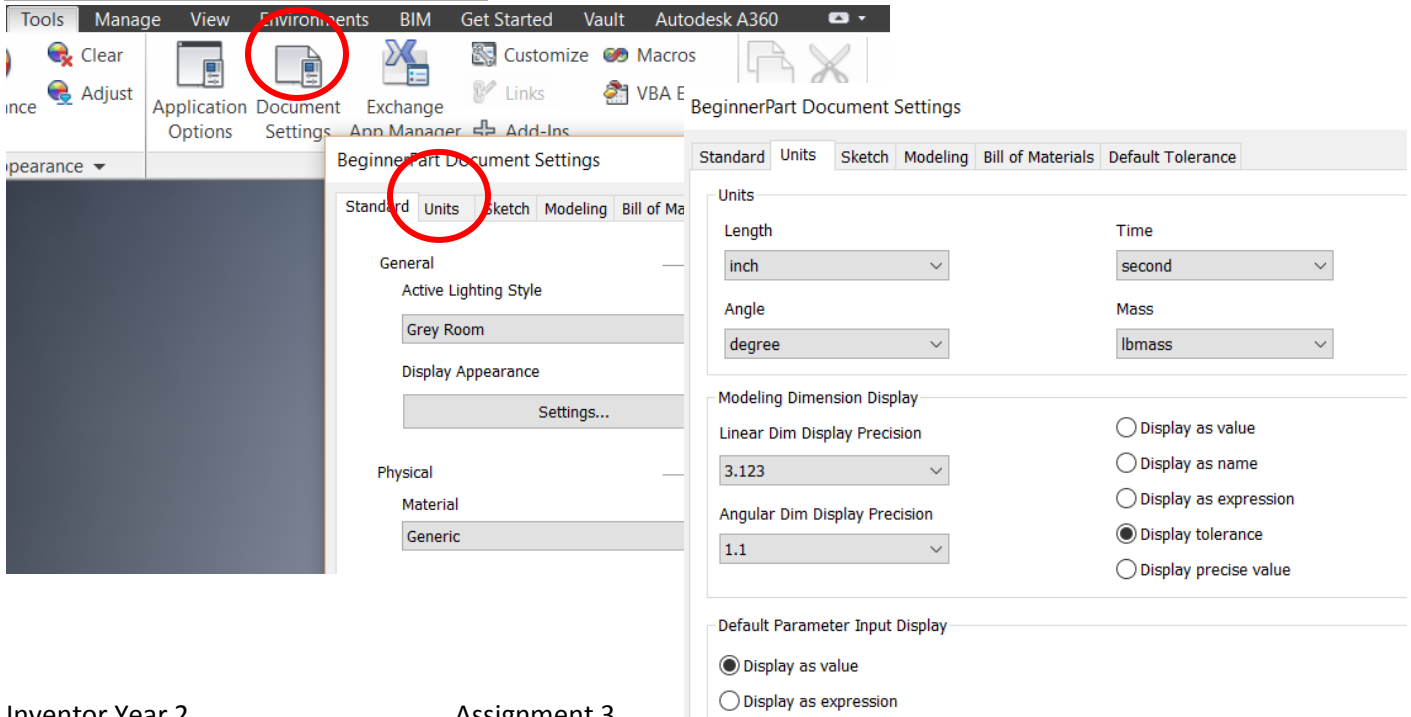 Tools Manage View Environments BIM Get Started Vault Autodesk A360
Clear
Adjust
Application Options
Document Settings
Exchange App Manager
Customize
Links
Add-Ins
Macros
BeginnerPart Document Settings
Standard Units Sketch Modeling
General
Active Lighting Style
Grey Room
Display Appearance
Settings...
Physical
Material
Generic
BeginnerPart Document Settings
Standard Units Sketch Modeling Bill of Materials Default Tolerance
Units
Length
inch
Time
second
Angle
degree
Mass
lbmass
Modeling Dimension Display
Linear Dim Display Precision
3.123
Angular Dim Display Precision
1.1
Display as value
Display as name
Display as expression
Display tolerance
Display precise value
Default Parameter Input Display
Display as value
Display as expression
Inventor Year 2 Assignment 3